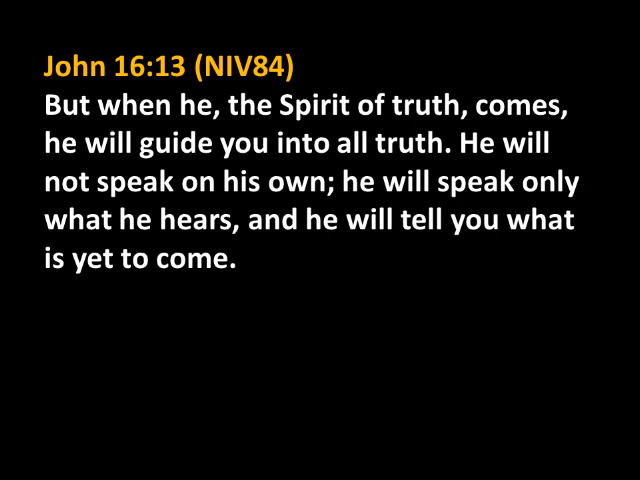 John 16:13 (NIV84)
But when he, the Spirit of truth, comes,
he will guide you into all truth. He will
not speak on his own; he will speak only
what he hears, and he will tell you what
is yet to come.